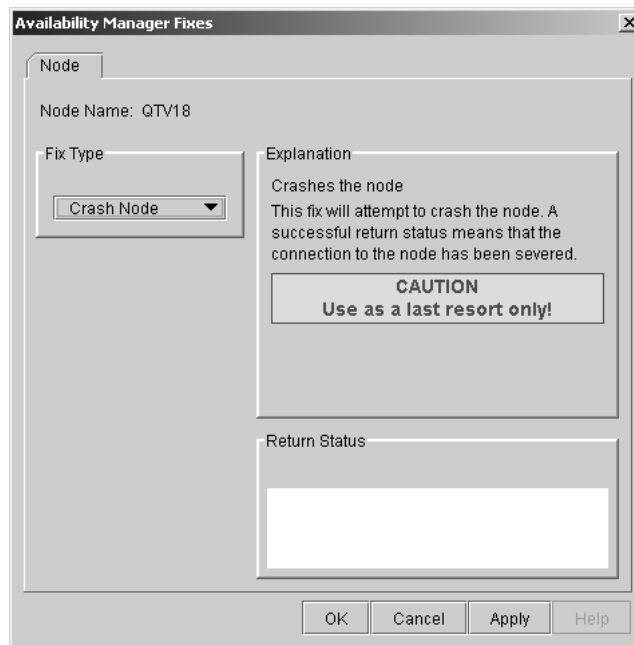 Availability Manager Fixes
Node
Node Name: QTV18
Fix Type
Crash Node
Explanation
Crashes the node
This fix will attempt to crash the node. A
successful return status means that the
connection to the node has been severed.
CAUTION
Use as a last resort only!
Return Status
OK
Cancel
Apply
Help